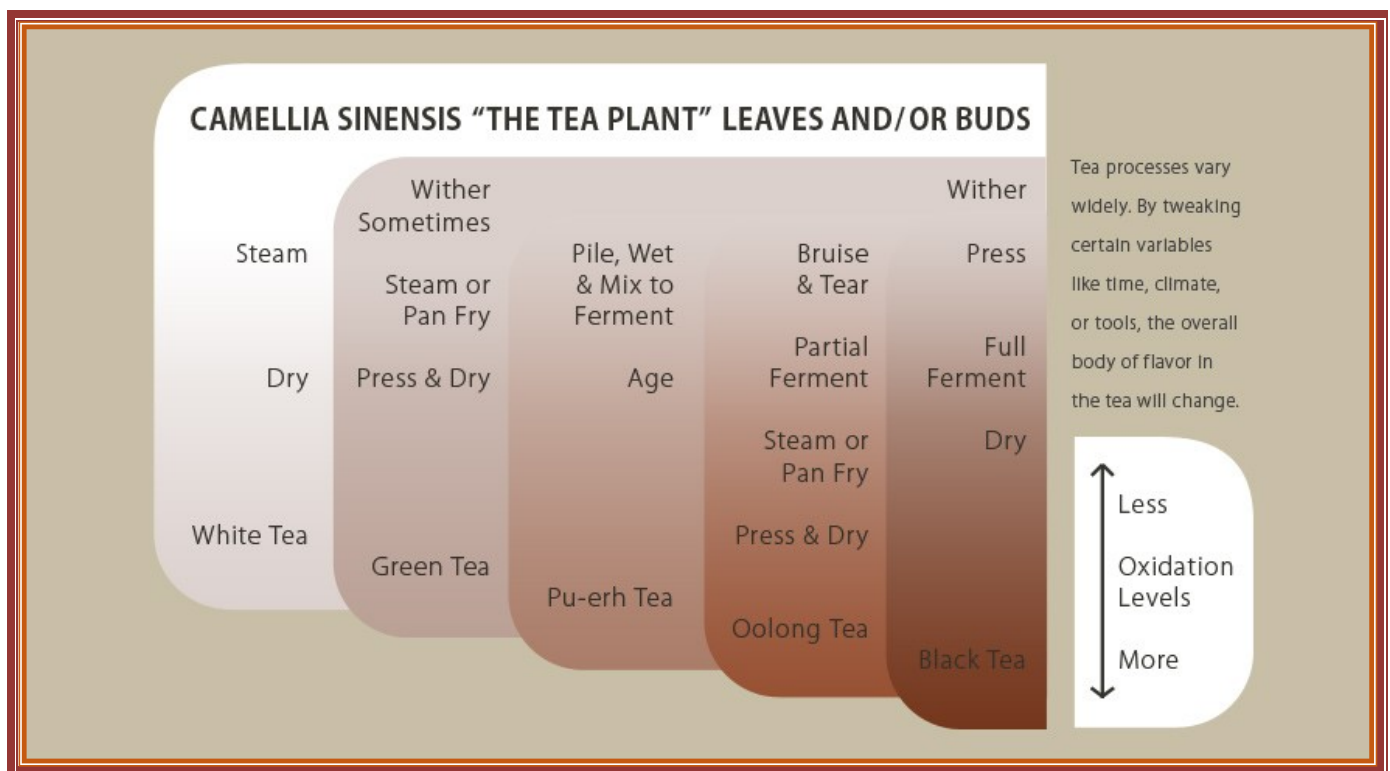 CAMELLIA SINENSIS “THE TEA PLANT” LEAVES AND/OR BUDS
Steam
Dry
White Tea
Wither
Sometimes
Steam or
Pan Fry
Press & Dry
Green Tea
Pile, Wet
& Mix to
Ferment
Age
Pu-erh Tea
Bruise
& Tear
Partial
Ferment
Steam or
Pan Fry
Press & Dry
Oolong Tea
Wither
Press
Full
Ferment
Dry
Black Tea
Tea processes vary
widely. By tweaking
certain variables
like time, climate,
or tools, the overall
body of flavor in
the tea will change.
Less
Oxidation
Levels
More